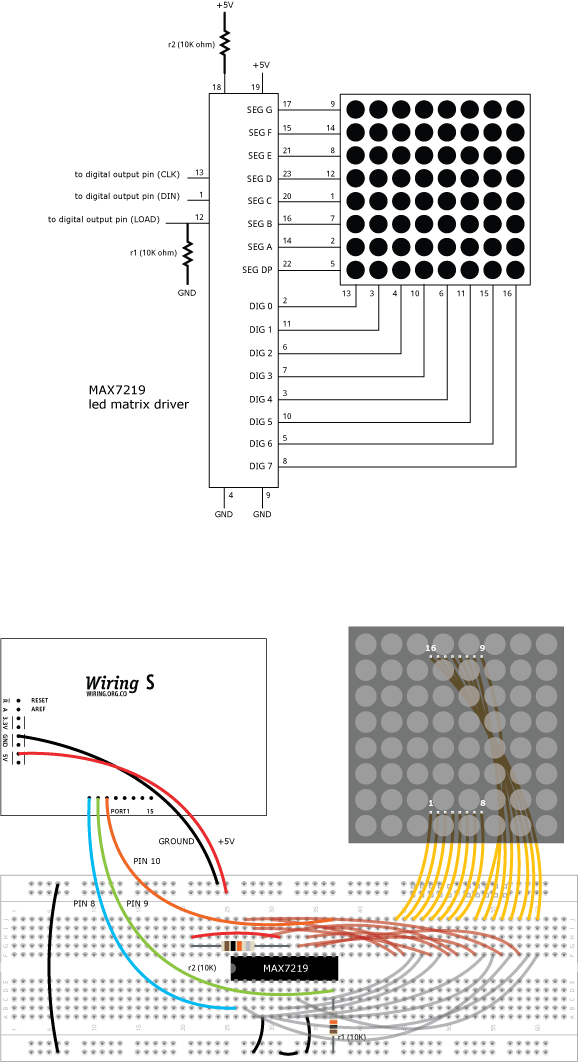 +5V
r2 (10K ohm)
+5V
18
19
SEG G 17 9
SEG F 15 14
SEG E 21 8
SEG D 23 12
SEG C 20 1
SEG B 16 7
SEG A 14 2
SEG DP 22 5
to digital output pin (CLK) 13
to digital output pin (DIN) 1
to digital output pin (LOAD) 12
r1 (10K ohm)
GND
13 3 4 10 6 11 15 16
DIG 0 2
DIG 1 11
DIG 2 6
DIG 3 7
DIG 4 3
DIG 5 10
DIG 6 5
DIG 7 8
MAX7219
led matrix driver
4 9
GND GND
16 9
1 8
Wiring S
WIRING.ORG.CO
RESET
A AREF
3.3V
GND
5V
PORT1 15
GROUND +5V
PIN 10
PIN 8 PIN 9
r2 (10K)
MAX7219
r1 (10K)